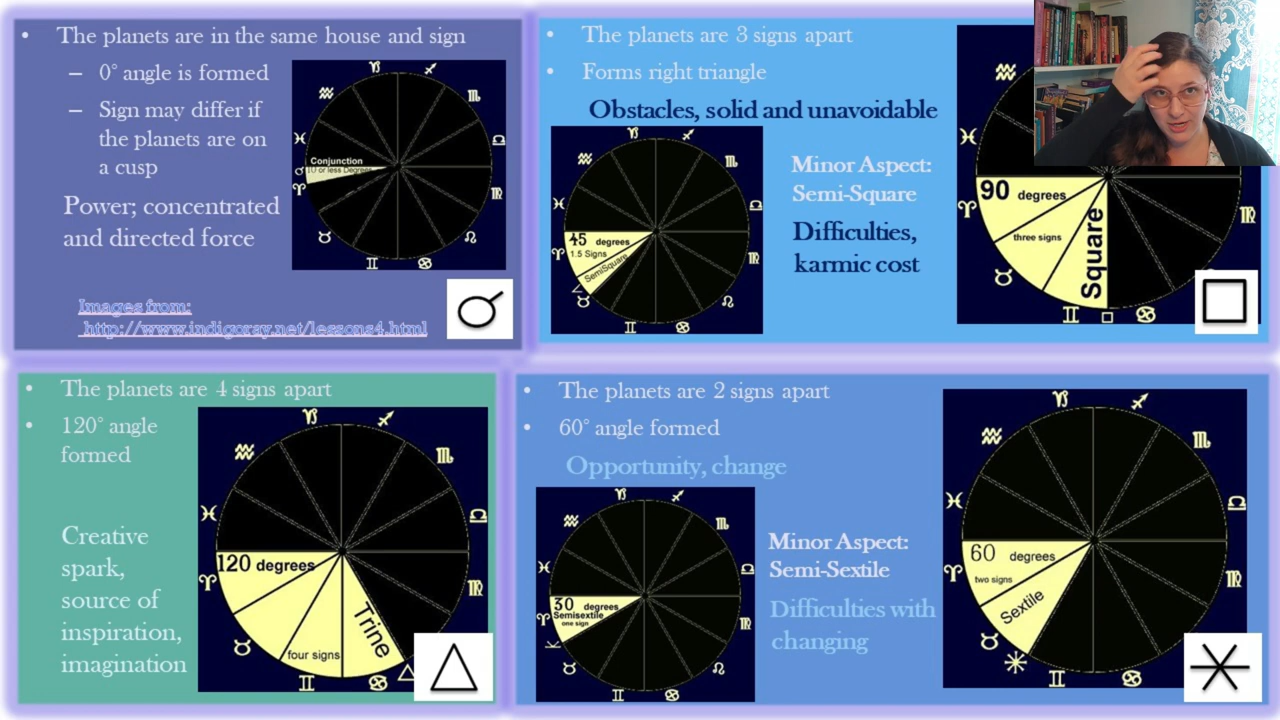 • The planets are in the same house and sign
– 0° angle is formed
– Sign may differ if
the planets are on
a cusp
Power; concentrated
and directed force
Images from:
http://www.indigoray.net/lessons4.html
Conjunction
10 or less Degrees
• The planets are 3 signs apart
• Forms right triangle
Obstacles, solid and unavoidable
45 degrees
1.5 Signs
SemiSquare
Minor Aspect:
Semi-Square
Difficulties,
karmic cost
90 degrees
three signs
Square
• The planets are 4 signs apart
• 120° angle
formed
Creative
spark,
source of
inspiration,
imagination
120 degrees
four signs
Trine
• The planets are 2 signs apart
• 60° angle formed
Opportunity, change
30 degrees
Semisextile
one sign
Minor Aspect:
Semi-Sextile
Difficulties with
changing
60 degrees
two signs
Sextile